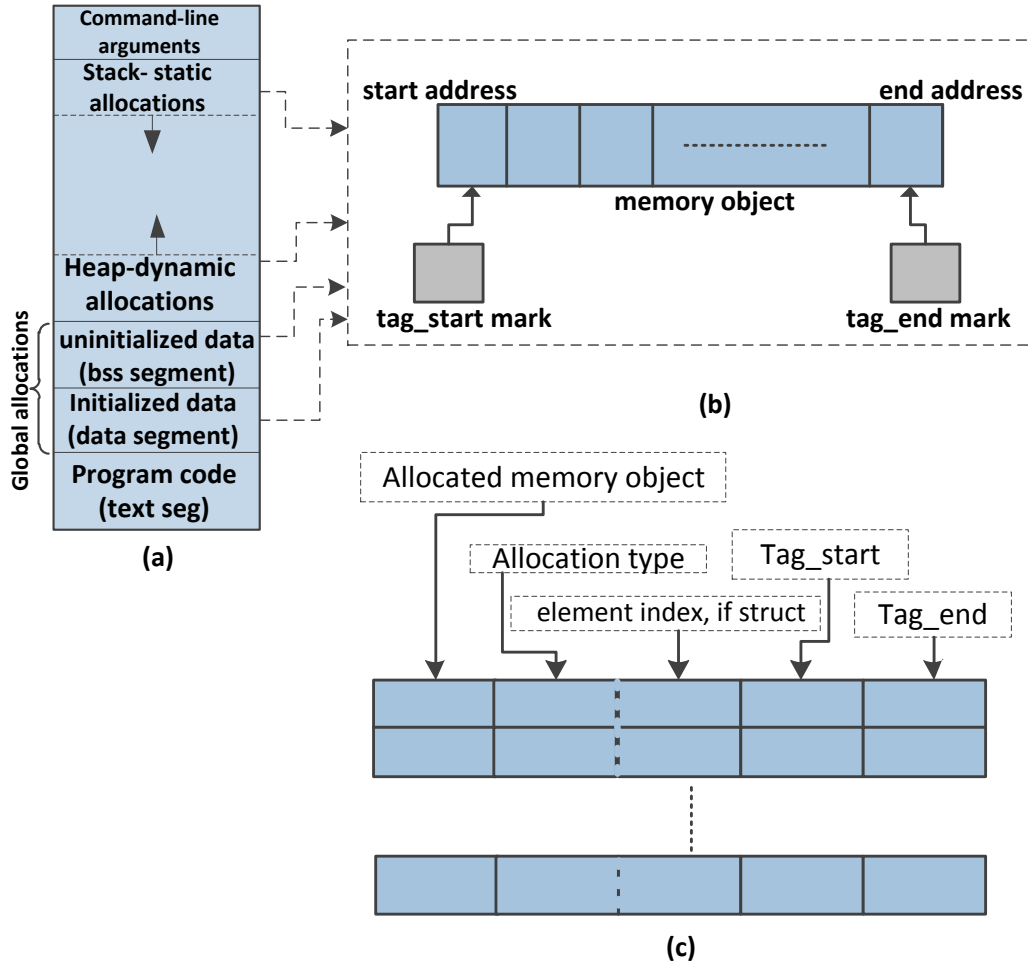 Command-line
arguments
Stack- static
allocations
Heap-dynamic
allocations
Global allocations
uninitialized data
(bss segment)
Initialized data
(data segment)
Program code
(text seg)
(a)
start address
end address
memory object
tag_start mark
tag_end mark
(b)
Allocated memory object
Allocation type
Tag_start
element index, if struct
Tag_end
(c)